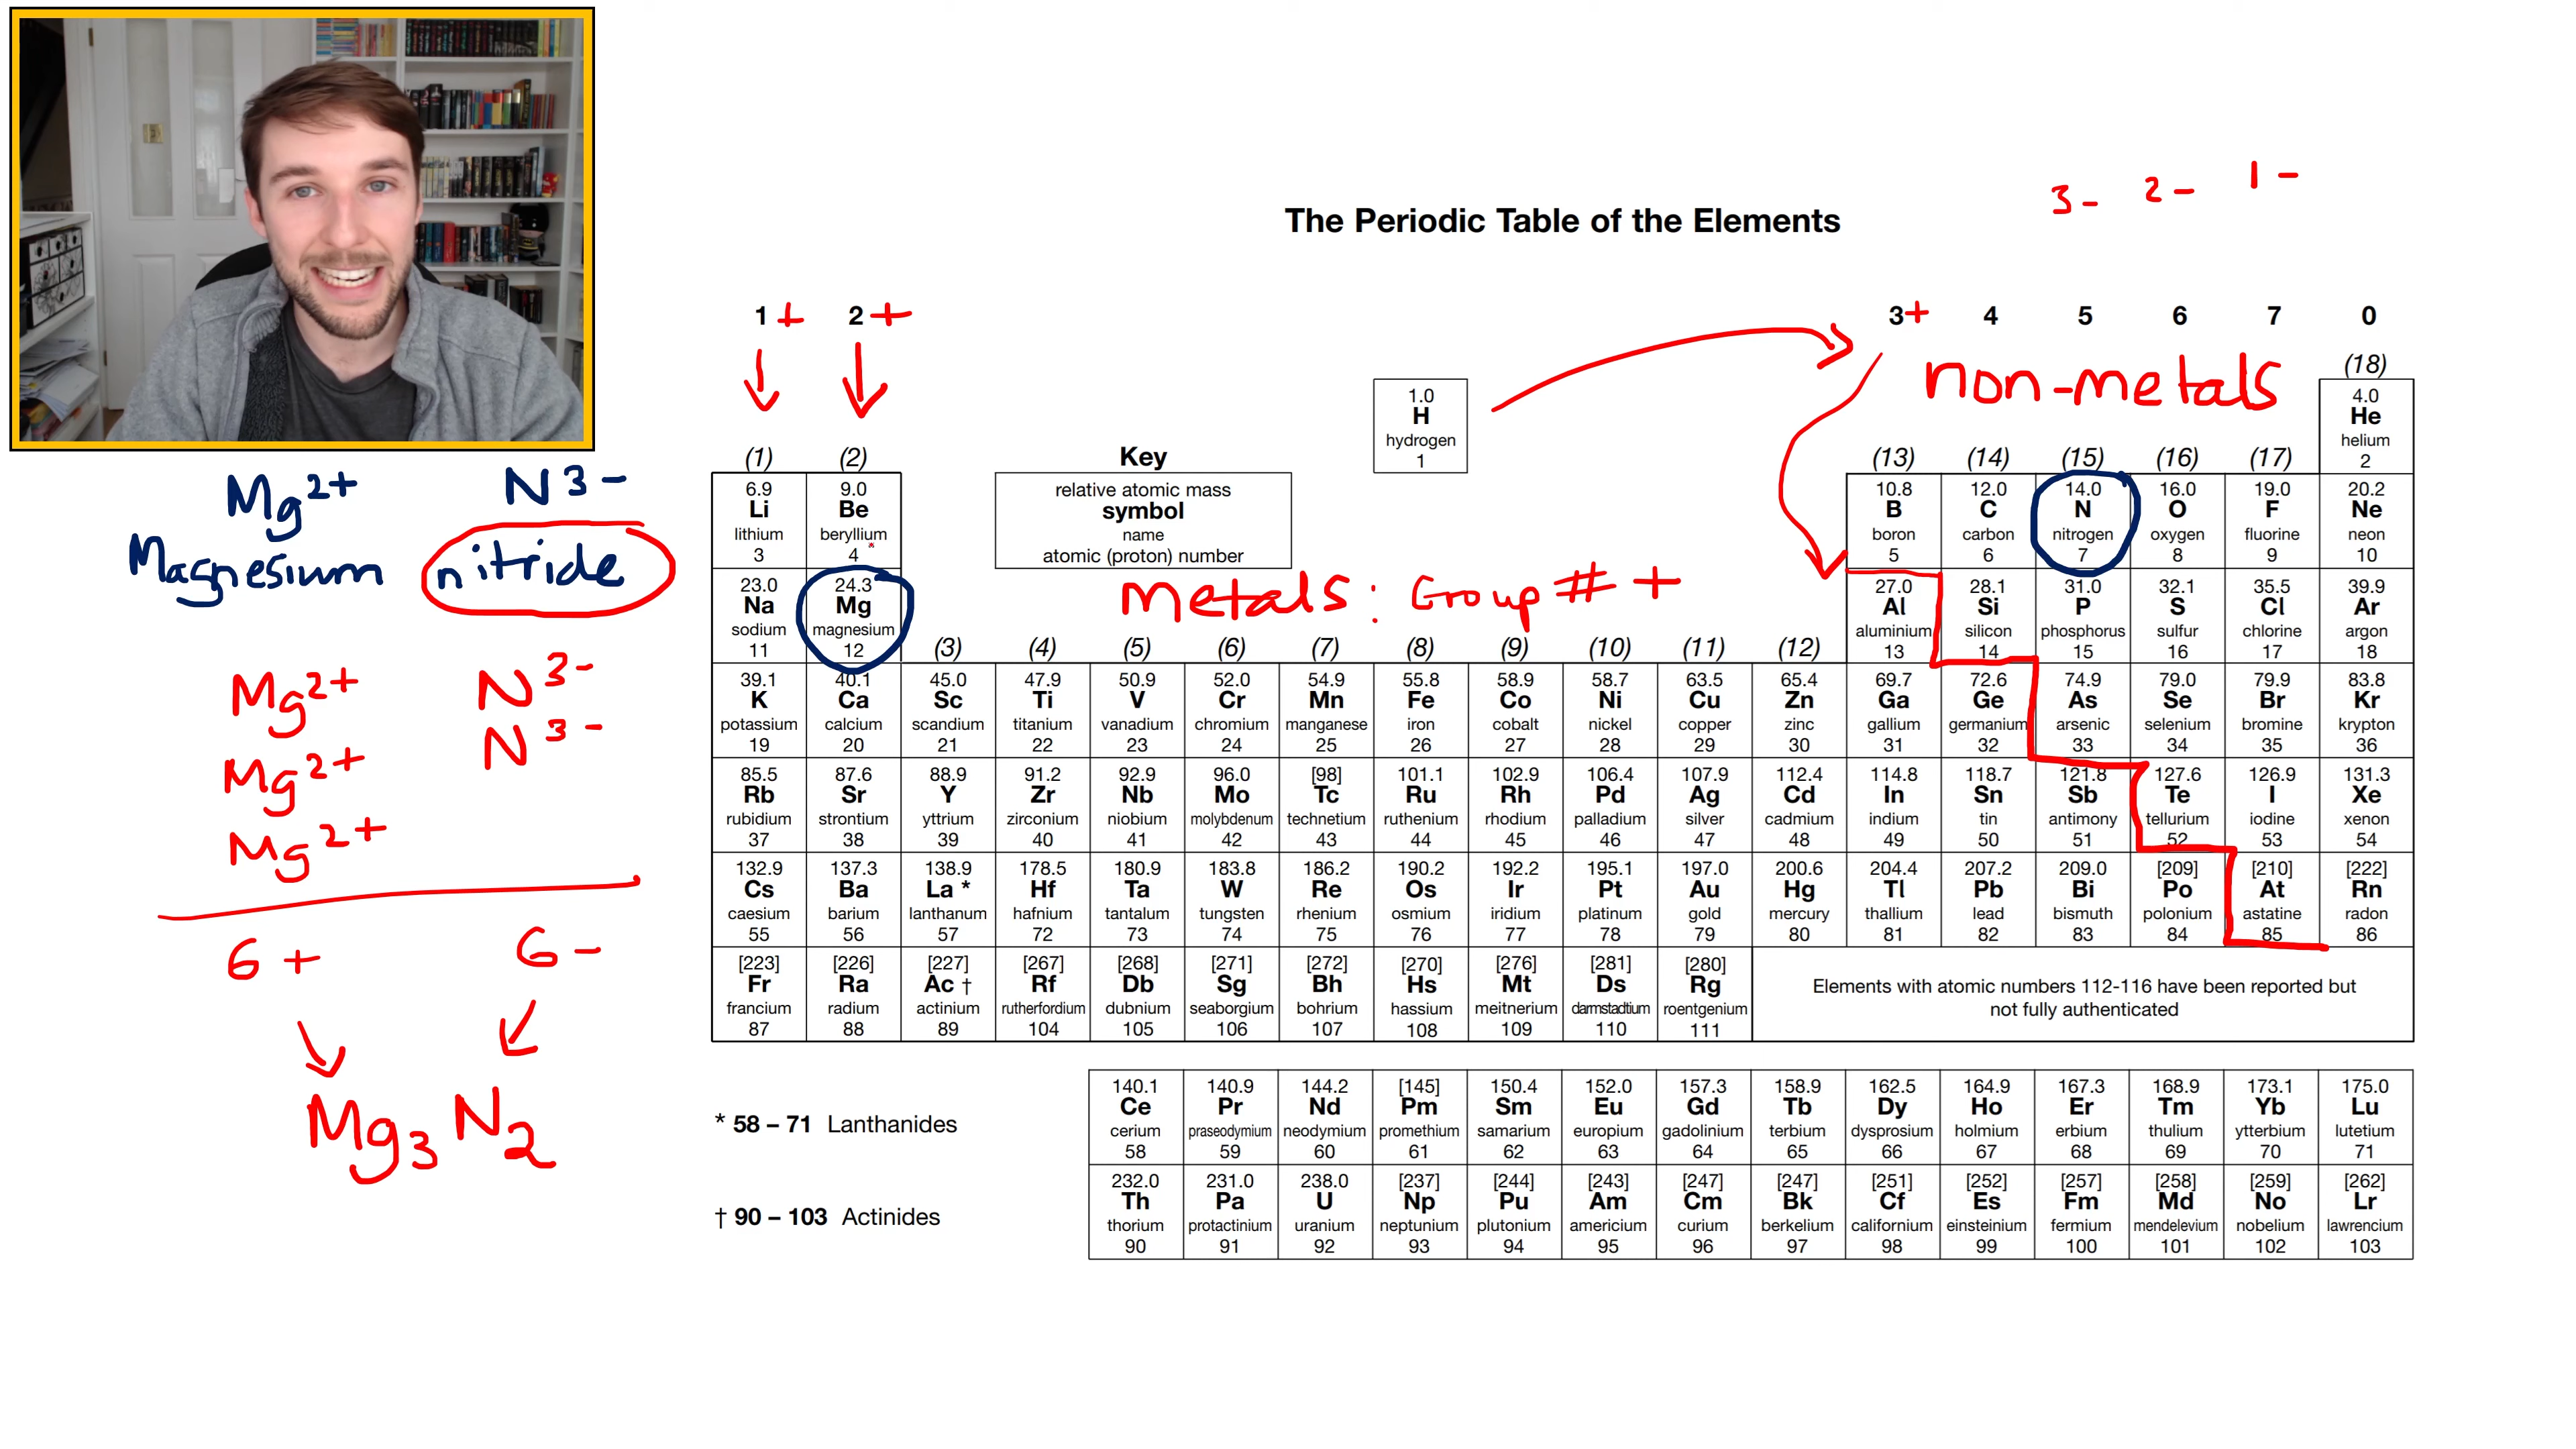 The Periodic Table of the Elements
3- 2- 1-
1+ 2+ 3+ 4 5 6 7 0
non-metals
(18)
1.0 4.0
H He
hydrogen helium
1 2
(1) (2) Key (13) (14) (15) (16) (17)
6.9 9.0 relative atomic mass 10.8 12.0 14.0 16.0 19.0 20.2
Li Be symbol B C N O F Ne
lithium beryllium name boron carbon nitrogen oxygen fluorine neon
3 4 atomic (proton) number 5 6 7 8 9 10
Metals: Group # +
23.0 24.3 27.0 28.1 31.0 32.1 35.5 39.9
Na Mg Al Si P S Cl Ar
sodium magnesium aluminium silicon phosphorus sulfur chlorine argon
11 12 13 14 15 16 17 18
(3) (4) (5) (6) (7) (8) (9) (10) (11) (12)
39.1 40.1 45.0 47.9 50.9 52.0 54.9 55.8 58.9 58.7 63.5 65.4 69.7 72.6 74.9 79.0 79.9 83.8
K Ca Sc Ti V Cr Mn Fe Co Ni Cu Zn Ga Ge As Se Br Kr
potassium calcium scandium titanium vanadium chromium manganese iron cobalt nickel copper zinc gallium germanium arsenic selenium bromine krypton
19 20 21 22 23 24 25 26 27 28 29 30 31 32 33 34 35 36
85.5 87.6 88.9 91.2 92.9 96.0 [98] 101.1 102.9 106.4 107.9 112.4 114.8 118.7 121.8 127.6 126.9 131.3
Rb Sr Y Zr Nb Mo Tc Ru Rh Pd Ag Cd In Sn Sb Te I Xe
rubidium strontium yttrium zirconium niobium molybdenum technetium ruthenium rhodium palladium silver cadmium indium tin antimony tellurium iodine xenon
37 38 39 40 41 42 43 44 45 46 47 48 49 50 51 52 53 54
132.9 137.3 138.9 178.5 180.9 183.8 186.2 190.2 192.2 195.1 197.0 200.6 204.4 207.2 209.0 [209] [210] [222]
Cs Ba La * Hf Ta W Re Os Ir Pt Au Hg Tl Pb Bi Po At Rn
caesium barium lanthanum hafnium tantalum tungsten rhenium osmium iridium platinum gold mercury thallium lead bismuth polonium astatine radon
55 56 57 72 73 74 75 76 77 78 79 80 81 82 83 84 85 86
[223] [226] [227] [267] [268] [271] [272] [270] [276] [281] [280]
Fr Ra Ac † Rf Db Sg Bh Hs Mt Ds Rg
francium radium actinium rutherfordium dubnium seaborgium bohrium hassium meitnerium darmstadtium roentgenium
87 88 89 104 105 106 107 108 109 110 111
Elements with atomic numbers 112-116 have been reported but
not fully authenticated
* 58 – 71 Lanthanides
140.1 140.9 144.2 [145] 150.4 152.0 157.3 158.9 162.5 164.9 167.3 168.9 173.1 175.0
Ce Pr Nd Pm Sm Eu Gd Tb Dy Ho Er Tm Yb Lu
cerium praseodymium neodymium promethium samarium europium gadolinium terbium dysprosium holmium erbium thulium ytterbium lutetium
58 59 60 61 62 63 64 65 66 67 68 69 70 71
† 90 – 103 Actinides
232.0 231.0 238.0 [237] [244] [243] [247] [247] [251] [252] [257] [258] [259] [262]
Th Pa U Np Pu Am Cm Bk Cf Es Fm Md No Lr
thorium protactinium uranium neptunium plutonium americium curium berkelium californium einsteinium fermium mendelevium nobelium lawrencium
90 91 92 93 94 95 96 97 98 99 100 101 102 103
Mg2+ N3-
Magnesium nitride
Mg2+ N3-
Mg2+ N3-
Mg2+
6+ 6-
Mg3N2